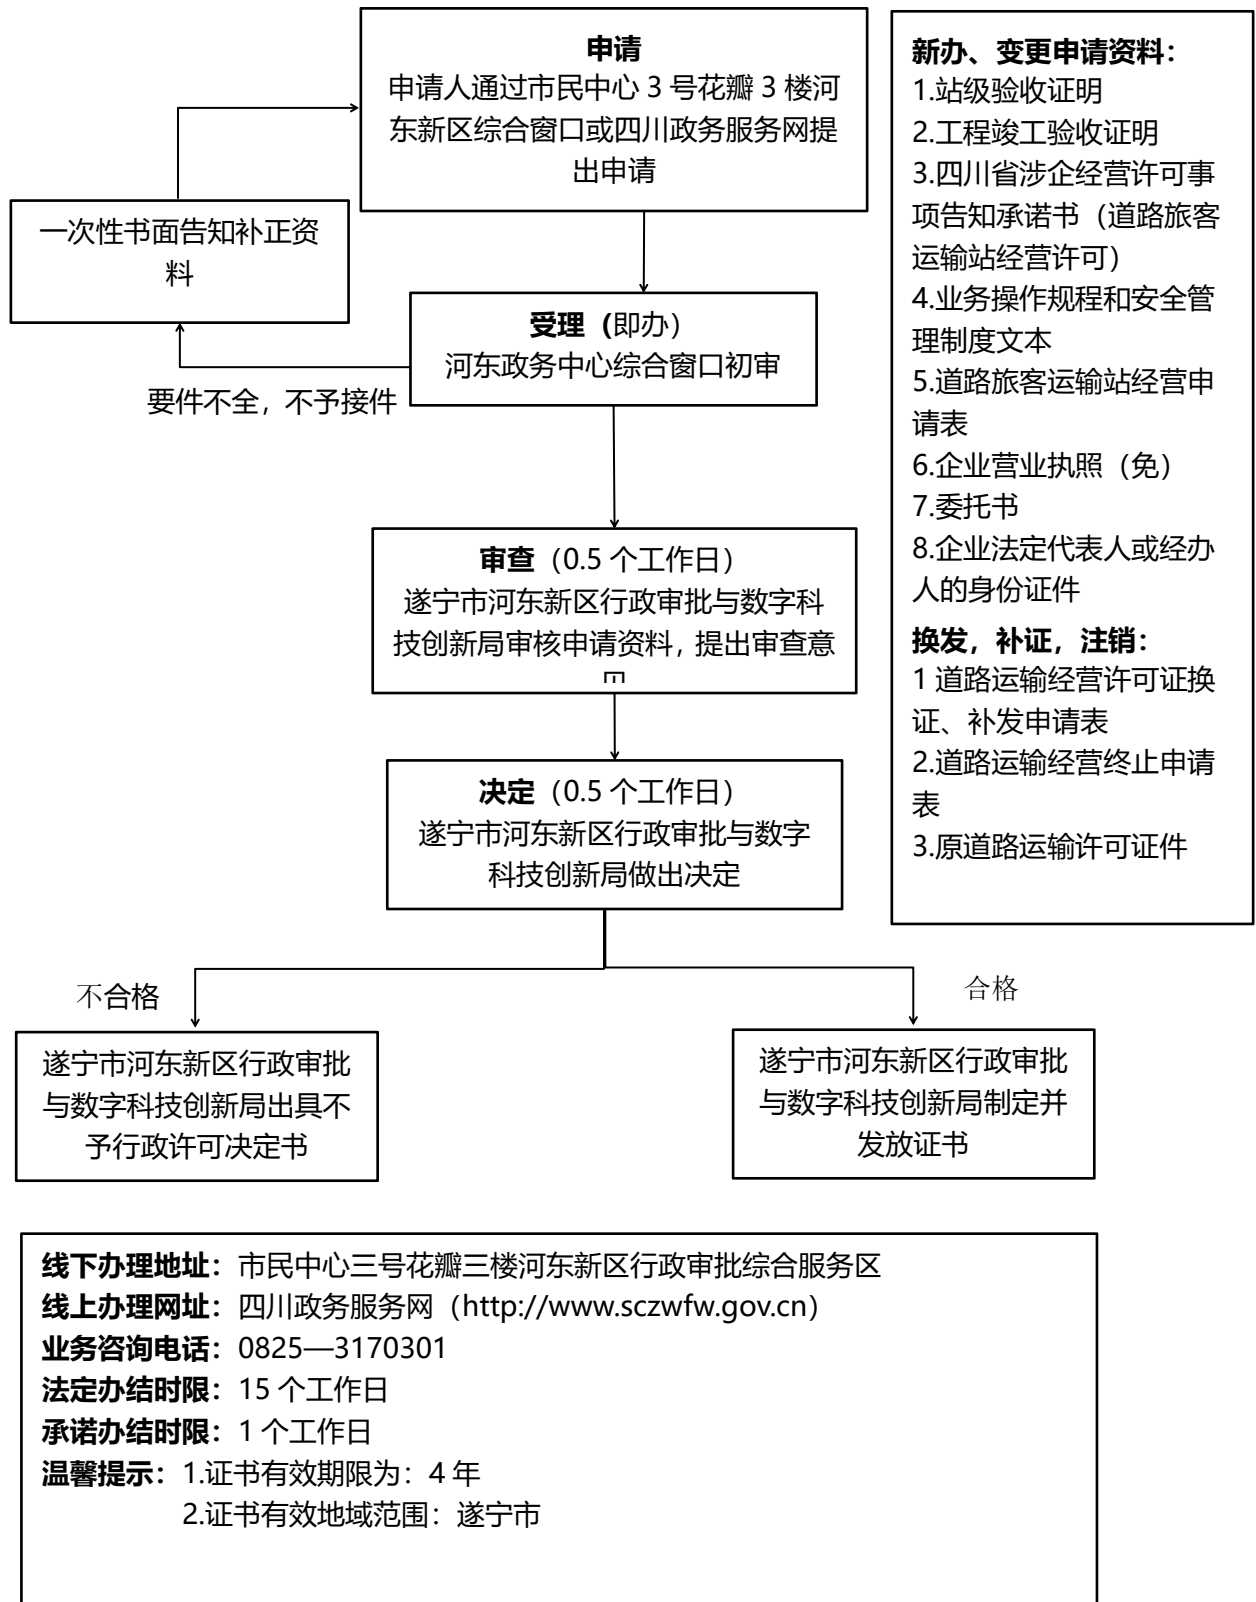 申请
申请人通过市民中心 3 号花瓣 3 楼河
东新区综合窗口或四川政务服务网提
出申请
一次性书面告知补正资
料
受理（即办）
河东政务中心综合窗口初审
要件不全，不予接件
审查（0.5 个工作日）
遂宁市河东新区行政审批与数字科
技创新局审核申请资料，提出审查意
决定（0.5 个工作日）
遂宁市河东新区行政审批与数字
科技创新局做出决定
不合格
合格
遂宁市河东新区行政审批
与数字科技创新局出具不
予行政许可决定书
遂宁市河东新区行政审批
与数字科技创新局制定并
发放证书
新办、变更申请资料：
1.站级验收证明
2.工程竣工验收证明
3.四川省涉企经营许可事
项告知承诺书（道路旅客
运输站经营许可）
4.业务操作规程和安全管
理制度文本
5.道路旅客运输站经营申
请表
6.企业营业执照（免）
7.委托书
8.企业法定代表人或经办
人的身份证件
换发，补证，注销：
1 道路运输经营许可证换
证、补发申请表
2.道路运输经营终止申请
表
3.原道路运输许可证件
线下办理地址：市民中心三号花瓣三楼河东新区行政审批综合服务区
线上办理网址：四川政务服务网（http://www.sczwfw.gov.cn）
业务咨询电话：0825—3170301
法定办结时限：15 个工作日
承诺办结时限：1 个工作日
温馨提示：1.证书有效期限为：4 年
2.证书有效地域范围：遂宁市